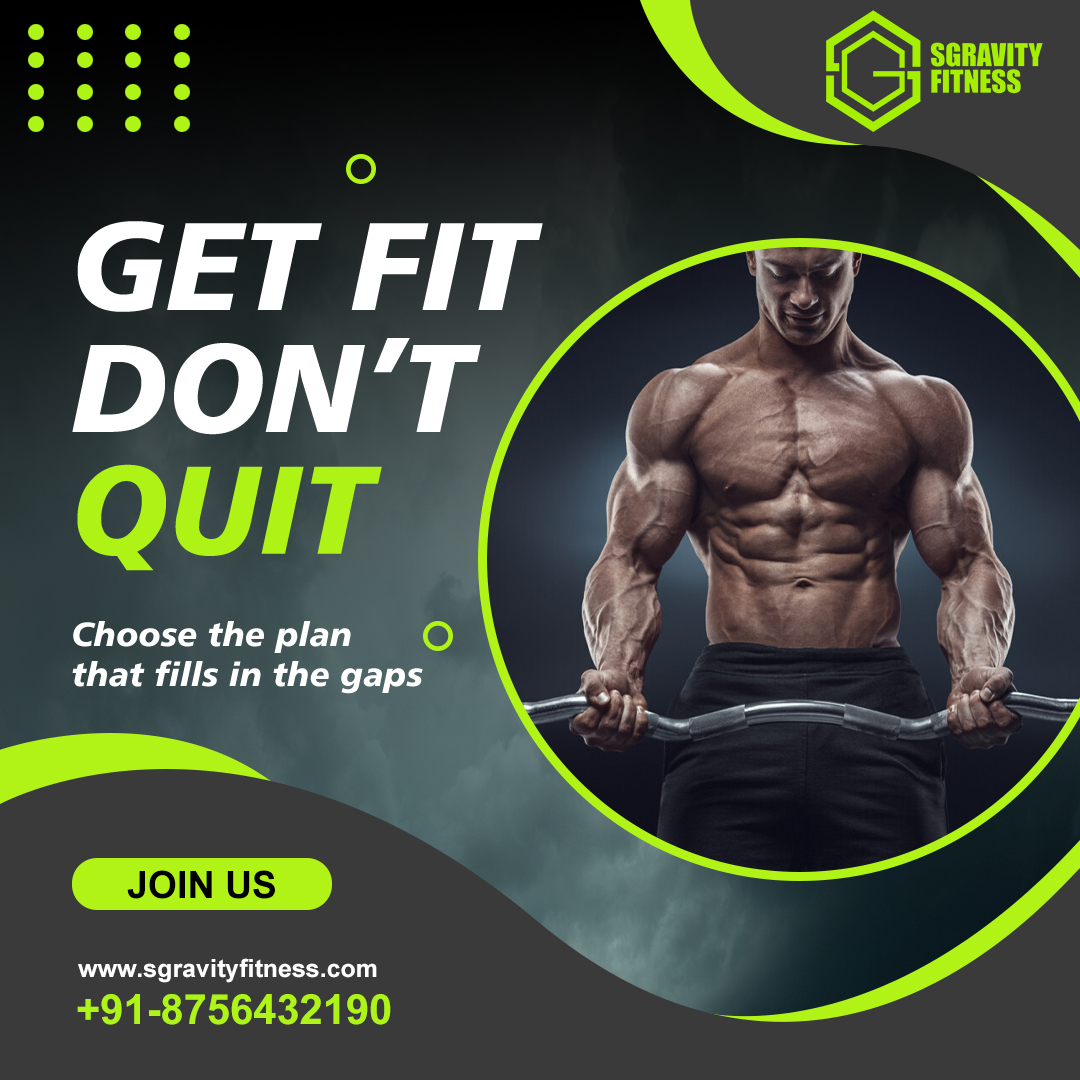 SGRAVITY
FITNESS
GET FIT
DON’T
QUIT
Choose the plan
that fills in the gaps
JOIN US
www.sgravityfitness.com
+91-8756432190